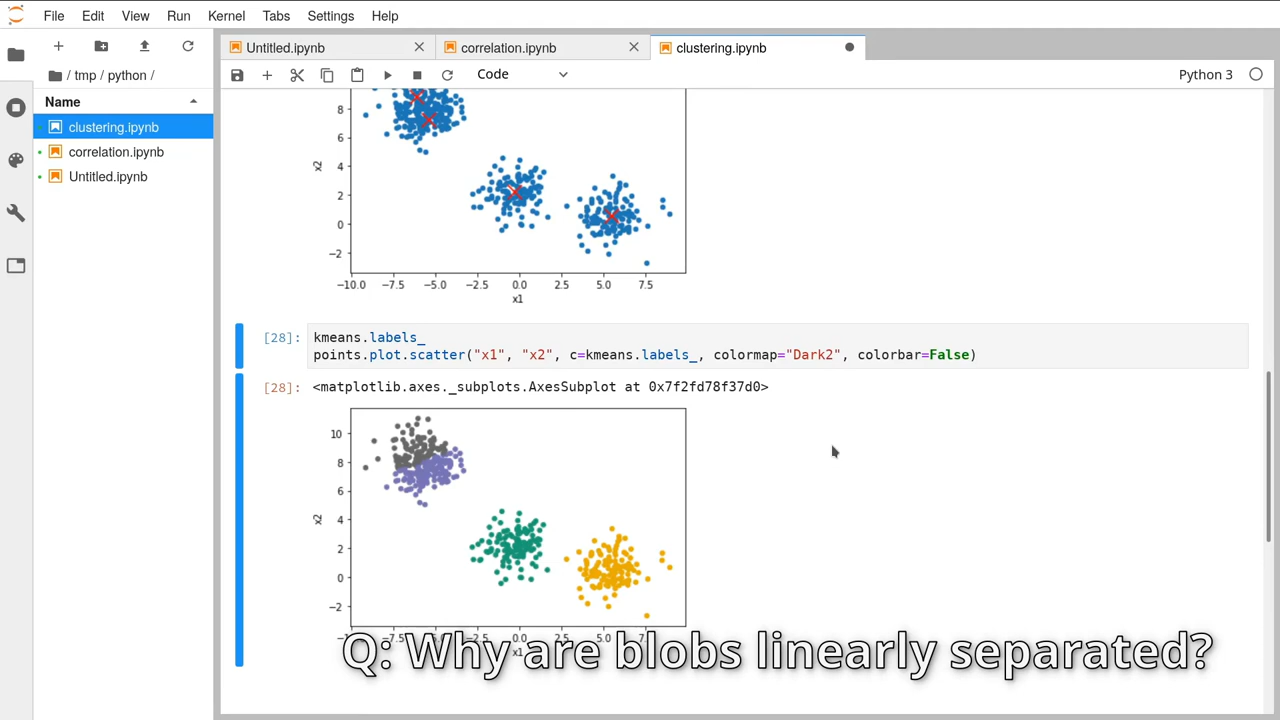 File Edit View Run Kernel Tabs Settings Help
Untitled.ipynb
correlation.ipynb
clustering.ipynb
/ tmp / python /
Code
Python 3
Name
clustering.ipynb
correlation.ipynb
Untitled.ipynb
8
6
4
2
0
−2
x2
−10.0 −7.5 −5.0 −2.5 0.0 2.5 5.0 7.5
x1
[28]:
kmeans.labels_
points.plot.scatter("x1", "x2", c=kmeans.labels_, colormap="Dark2", colorbar=False)
[28]: <matplotlib.axes._subplots.AxesSubplot at 0x7f2fd78f37d0>
10
8
6
4
2
0
−2
x2
0.0
x1
Q: Why are blobs linearly separated?